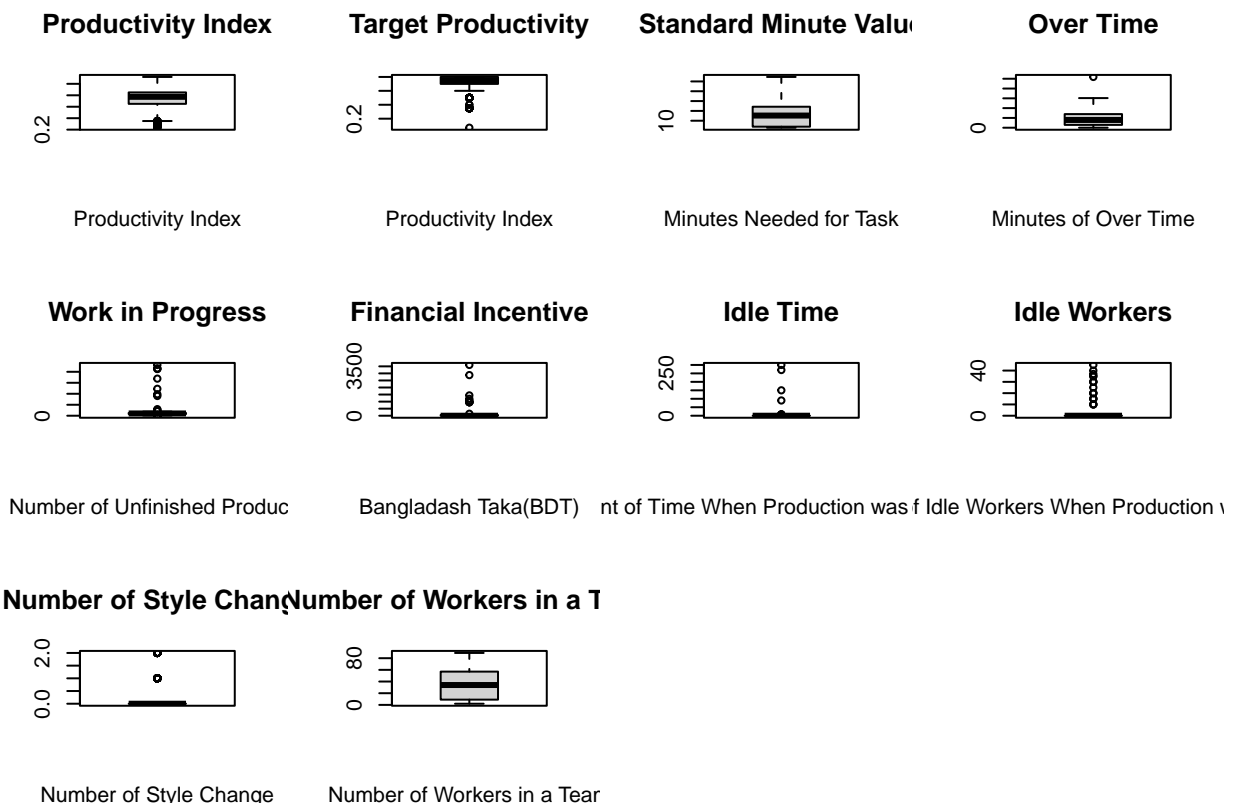 Productivity Index
Target Productivity
Standard Minute Valu
Over Time
0.2
0.2
10
0
Productivity Index
Productivity Index
Minutes Needed for Task
Minutes of Over Time
Work in Progress
Financial Incentive
Idle Time
Idle Workers
0
0 3500
0 250
0 40
Number of Unfinished Produc
Bangladash Taka(BDT)
nt of Time When Production was
f Idle Workers When Production
Number of Style Chang
Number of Workers in a T
0.0 2.0
0 80
Number of Style Change
Number of Workers in a Tear